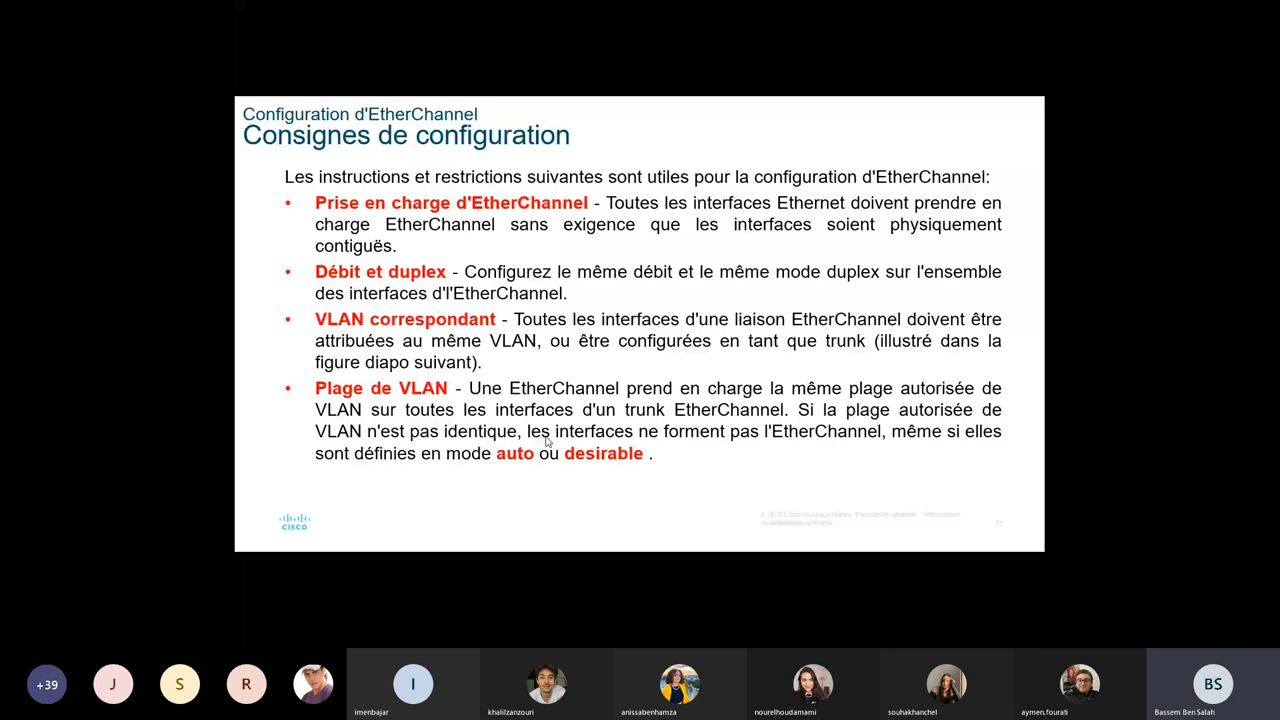 Configuration d'EtherChannel
Consignes de configuration
Les instructions et restrictions suivantes sont utiles pour la configuration d'EtherChannel:
• Prise en charge d'EtherChannel - Toutes les interfaces Ethernet doivent prendre en
charge EtherChannel sans exigence que les interfaces soient physiquement
contiguës.
• Débit et duplex - Configurez le même débit et le même mode duplex sur l'ensemble
des interfaces d'l'EtherChannel.
• VLAN correspondant - Toutes les interfaces d'une liaison EtherChannel doivent être
attribuées au même VLAN, ou être configurées en tant que trunk (illustré dans la
figure diapo suivant).
• Plage de VLAN - Une EtherChannel prend en charge la même plage autorisée de
VLAN sur toutes les interfaces d'un trunk EtherChannel. Si la plage autorisée de
VLAN n'est pas identique, les interfaces ne forment pas l'EtherChannel, même si elles
sont définies en mode auto ou desirable .
CISCO
+39 J S R I BS
imenbajar khalilzanzouri anissabenhamza nourelhoudamami souhakhanchel aymen.fourati Bassem Ben Salah